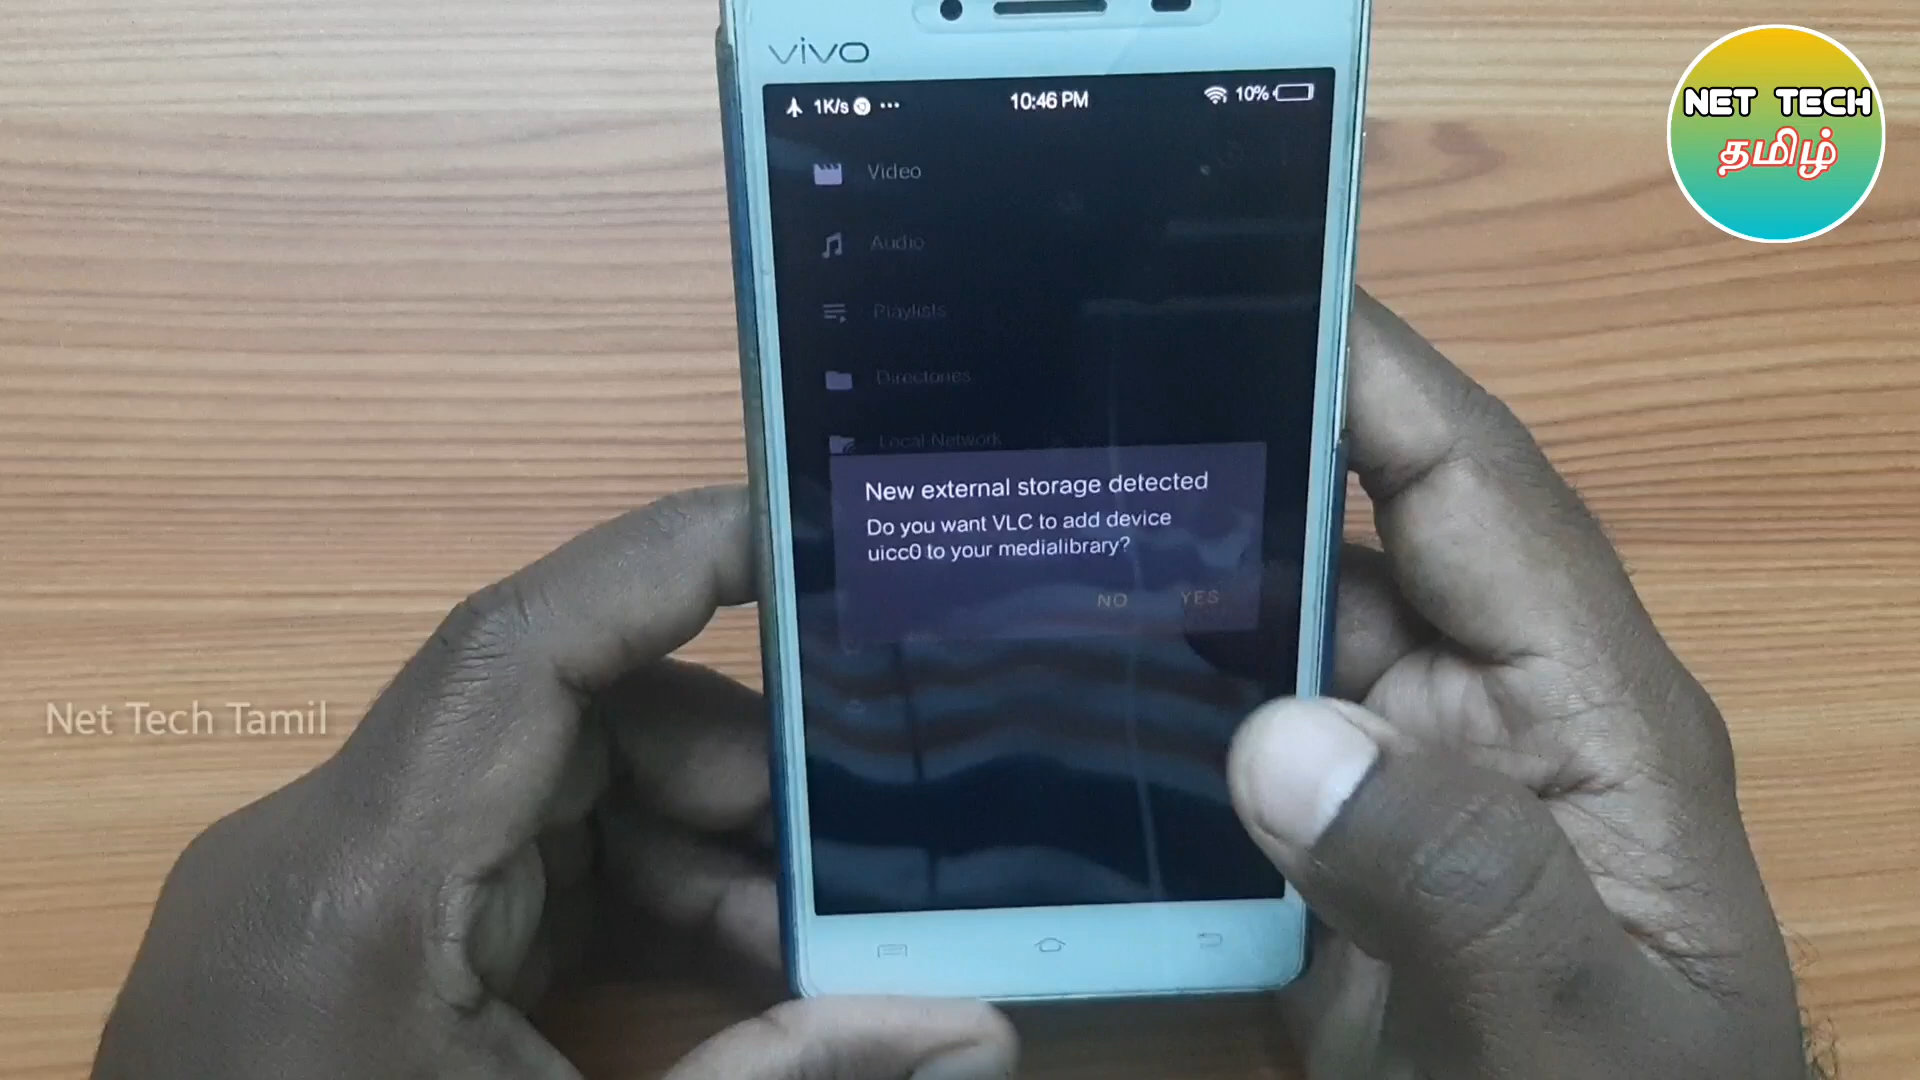 vivo
1K/s ...
10:46 PM
10%
Video
Audio
Playlists
Directories
Local Network
New external storage detected
Do you want VLC to add device
uicc0 to your medialibrary?
NO YES
NET TECH
தமிழ்
Net Tech Tamil